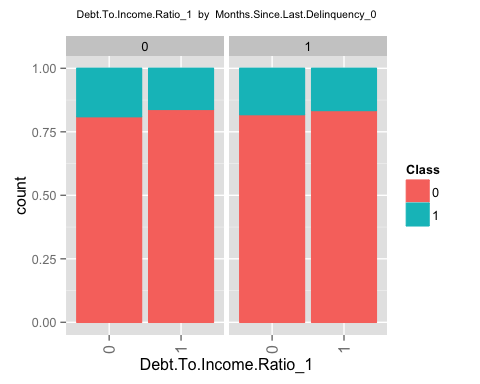 Debt.To.Income.Ratio_1 by Months.Since.Last.Delinquency_0
0 1
1.00
0.75
0.50
0.25
0.00
count
0 1 0 1
Debt.To.Income.Ratio_1
Class
0
1